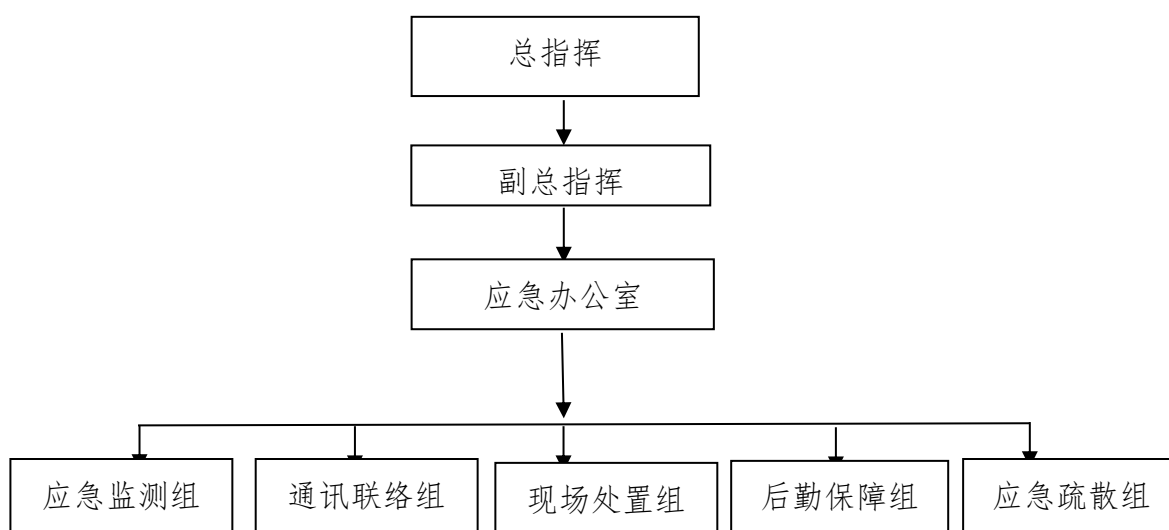 总指挥
副总指挥
应急办公室
应急监测组
通讯联络组
现场处置组
后勤保障组
应急疏散组